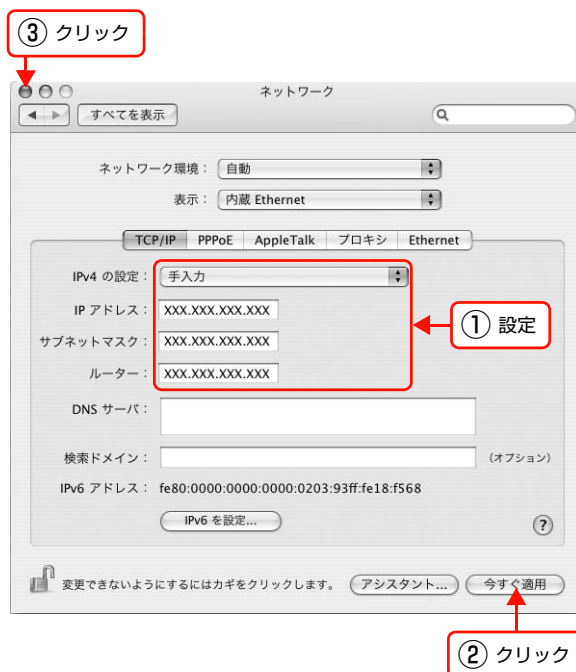 ③ クリック
ネットワーク
すべてを表示
ネットワーク環境： 自動
表示： 内蔵 Ethernet
TCP/IP PPPoE AppleTalk プロキシ Ethernet
IPv4 の設定： 手入力
IP アドレス： XXX.XXX.XXX.XXX
① 設定
サブネットマスク： XXX.XXX.XXX.XXX
ルーター： XXX.XXX.XXX.XXX
DNS サーバ：
検索ドメイン： （オプション）
IPv6 アドレス： fe80:0000:0000:0000:0203:93ff:fe18:f568
IPv6 を設定... ?
変更できないようにするにはカギをクリックします。 アシスタント... 今すぐ適用
② クリック